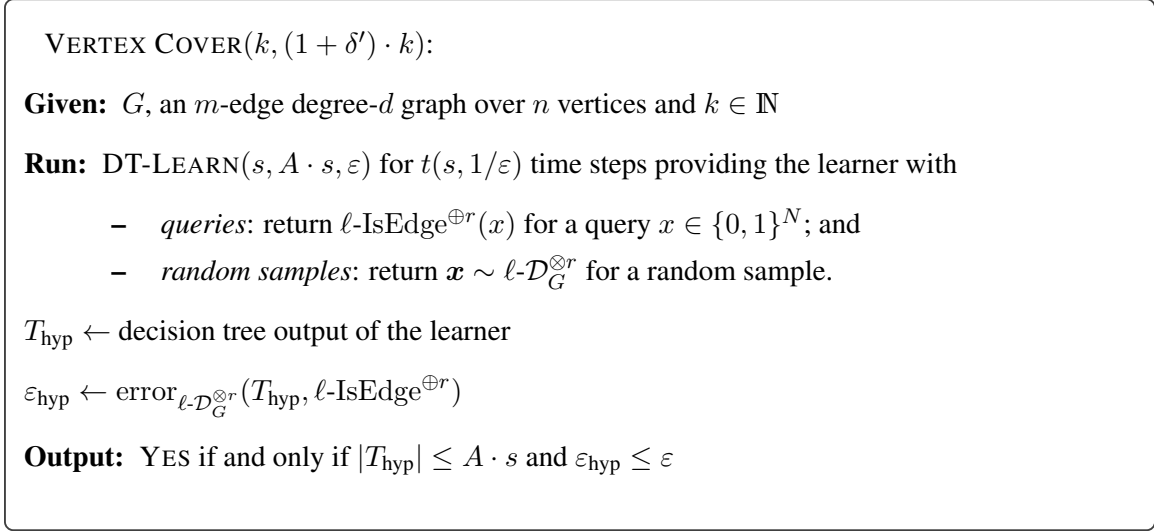 VERTEX COVER(k, (1 + δ′) · k):
Given: G, an m-edge degree-d graph over n vertices and k ∈ ℕ
Run: DT-LEARN(s, A · s, ε) for t(s, 1/ε) time steps providing the learner with
– queries: return ℓ-IsEdge^{⊕r}(x) for a query x ∈ {0, 1}^N; and
– random samples: return 𝒙 ∼ ℓ-𝒟_G^{⊗r} for a random sample.
T_hyp ← decision tree output of the learner
ε_hyp ← error_{ℓ-𝒟_G^{⊗r}}(T_hyp, ℓ-IsEdge^{⊕r})
Output: YES if and only if |T_hyp| ≤ A · s and ε_hyp ≤ ε